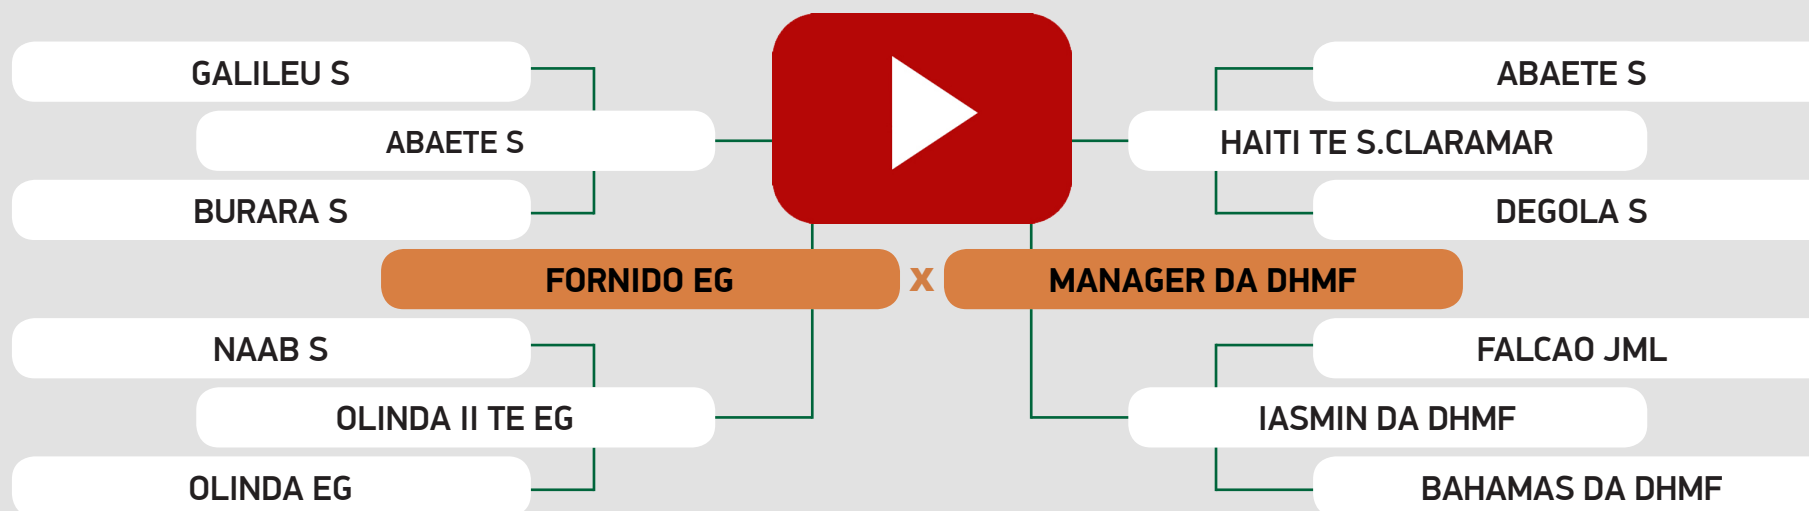 GALILEU S
ABAETE S
BURARA S
FORNIDO EG
NAAB S
OLINDA II TE EG
OLINDA EG
X
ABAETE S
HAITI TE S.CLARAMAR
DEGOLA S
MANAGER DA DHMF
FALCAO JML
IASMIN DA DHMF
BAHAMAS DA DHMF